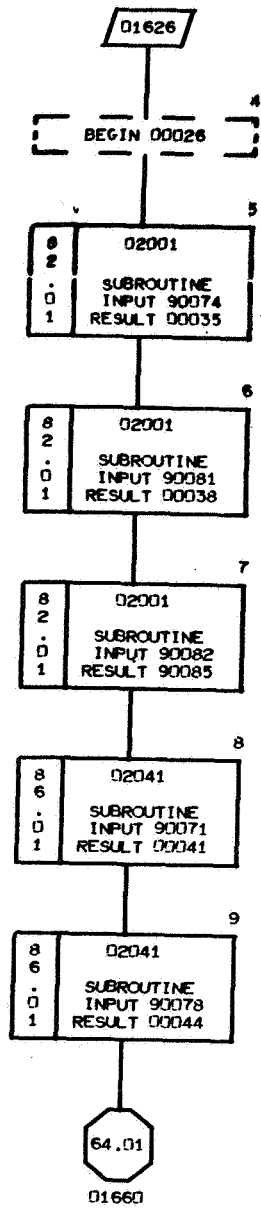 01626
4
BEGIN 00026
5
82.01
02001
SUBROUTINE
INPUT 90074
RESULT 00035
6
82.01
02001
SUBROUTINE
INPUT 90081
RESULT 00038
7
82.01
02001
SUBROUTINE
INPUT 90082
RESULT 90085
8
86.01
02041
SUBROUTINE
INPUT 90071
RESULT 00041
9
86.01
02041
SUBROUTINE
INPUT 90078
RESULT 00044
64.01
01660